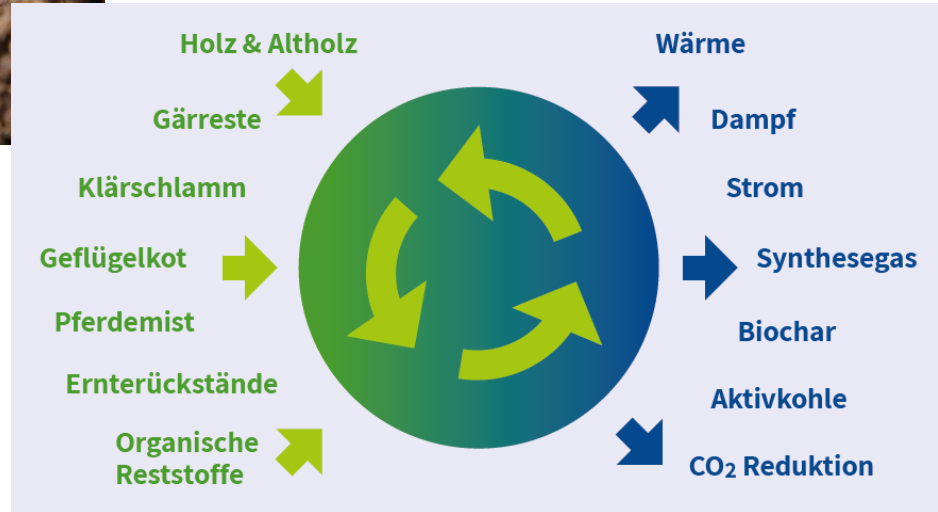 Holz & Altholz
Gärreste
Klärschlamm
Geflügelkot
Pferdemist
Ernterückstände
Organische
Reststoffe
Wärme
Dampf
Strom
Synthesegas
Biochar
Aktivkohle
CO₂ Reduktion